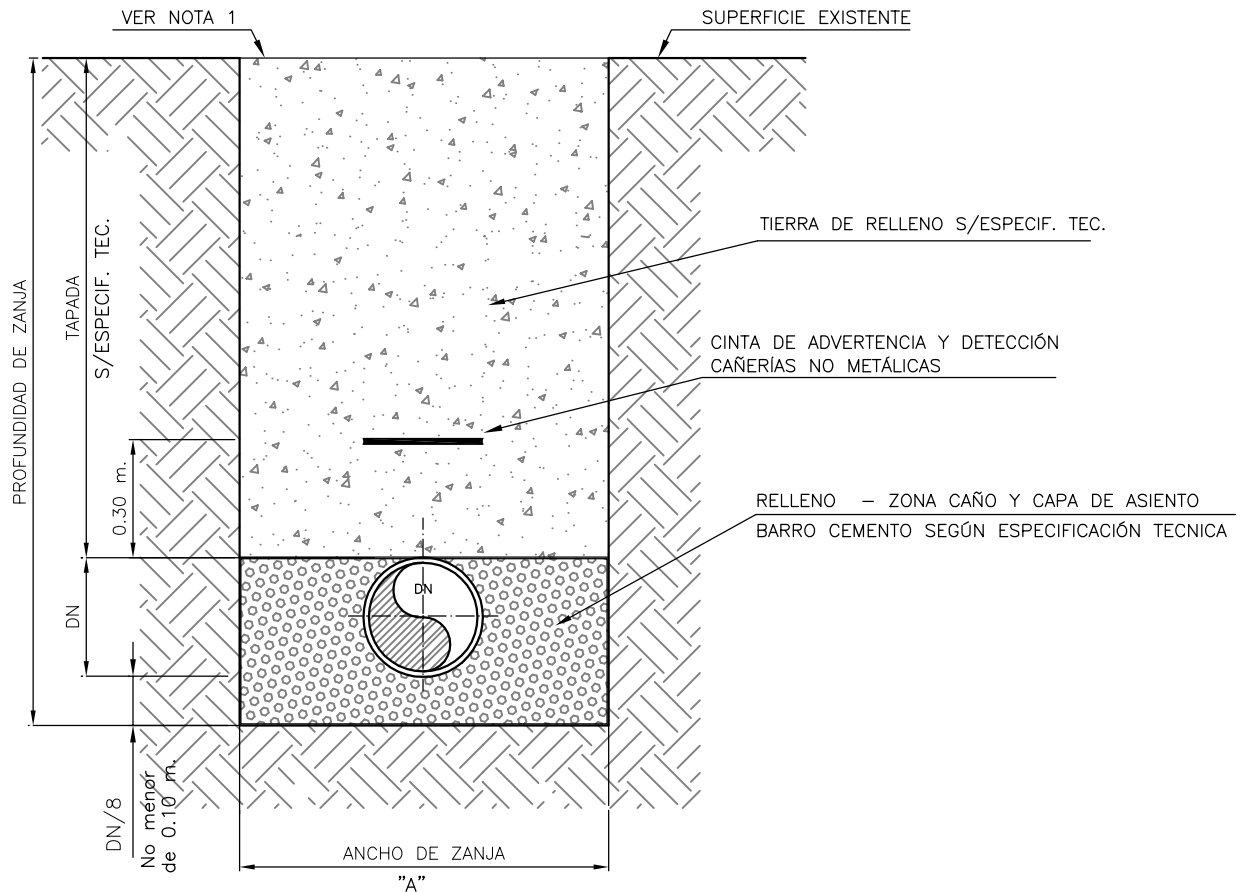 VER NOTA 1
SUPERFICIE EXISTENTE
TIERRA DE RELLENO S/ESPECIF. TEC.
PROFUNDIDAD DE ZANJA
TAPADA
S/ESPECIF. TEC.
CINTA DE ADVERTENCIA Y DETECCIÓN
CAÑERÍAS NO METÁLICAS
0.30 m.
RELLENO – ZONA CAÑO Y CAPA DE ASIENTO
BARRO CEMENTO SEGÚN ESPECIFICACIÓN TECNICA
DN
DN
DN/8
No menor
de 0.10 m.
ANCHO DE ZANJA
"A"